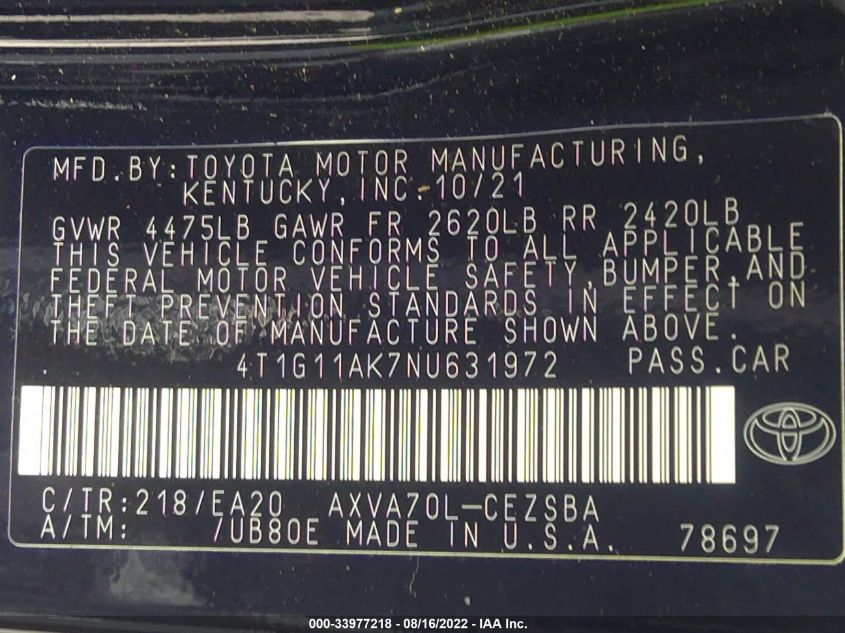 MFD.BY:TOYOTA MOTOR MANUFACTURING,
KENTUCKY,INC.10/21
GVWR 4475LB GAWR FR 2620LB RR 2420LB
THIS VEHICLE CONFORMS TO ALL APPLICABLE
FEDERAL MOTOR VEHICLE SAFETY,BUMPER,AND
THEFT PREVENTION STANDARDS IN EFFECT ON
THE DATE OF MANUFACTURE SHOWN ABOVE.
4T1G11AK7NU631972 PASS.CAR
C/TR:218/EA20 AXVA70L-CEZSBA
A/TM: /UB80E MADE IN U.S.A. 78697
000-33977218 - 08/16/2022 - IAA Inc.